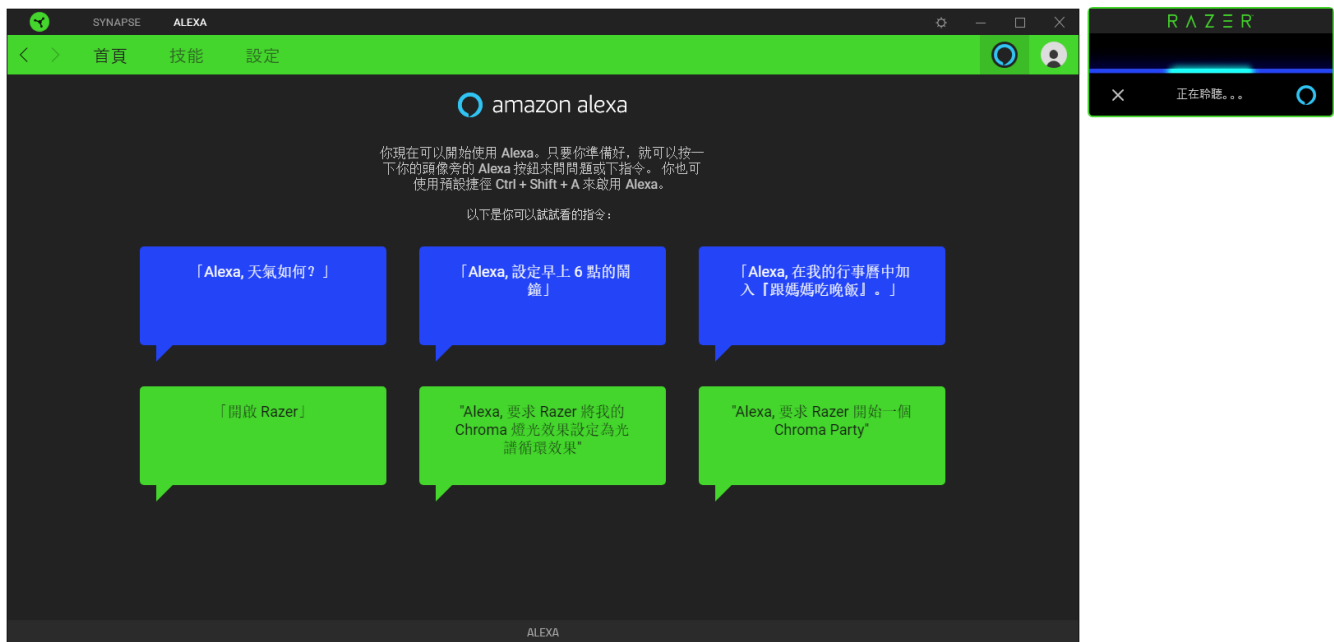 SYNAPSE ALEXA
首頁 技能 設定
amazon alexa
你現在可以開始使用 Alexa。只要你準備好，就可以按一
下你的頭像旁的 Alexa 按鈕來問問題或下指令。 你也可
使用預設捷徑 Ctrl + Shift + A 來啟用 Alexa。
以下是你可以試試看的指令：
「Alexa, 天氣如何？」
「Alexa, 設定早上 6 點的鬧
鐘」
「Alexa, 在我的行事曆中加
入『跟媽媽吃晚飯』。」
「開啟 Razer」
"Alexa, 要求 Razer 將我的
Chroma 燈光效果設定為光
譜循環效果"
"Alexa, 要求 Razer 開始一個
Chroma Party"
ALEXA
RAZER
正在聆聽。。。